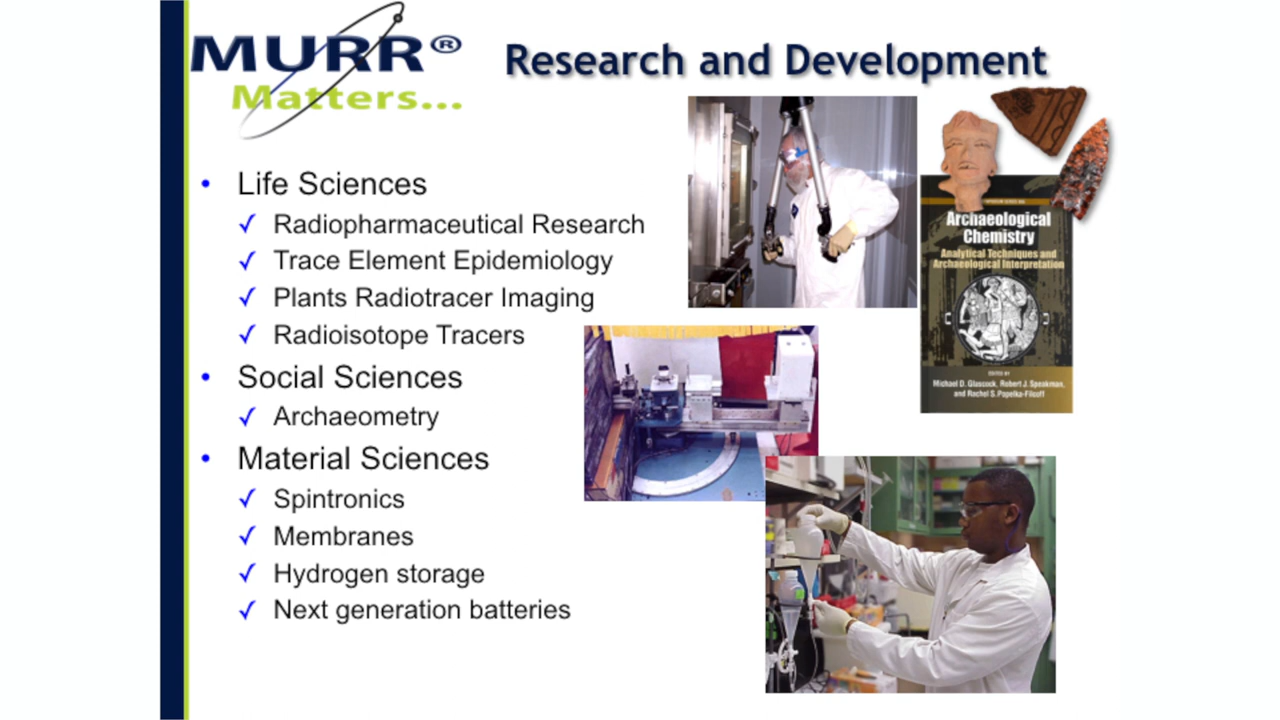 MURR®
Matters...
Research and Development
• Life Sciences
✓ Radiopharmaceutical Research
✓ Trace Element Epidemiology
✓ Plants Radiotracer Imaging
✓ Radioisotope Tracers
• Social Sciences
✓ Archaeometry
• Material Sciences
✓ Spintronics
✓ Membranes
✓ Hydrogen storage
✓ Next generation batteries
Archaeological
Chemistry
Analytical Techniques and
Archaeological Interpretation
EDITED BY
Michael D. Glascock, Robert J. Speakman,
and Rachel S. Popelka-Filcoff